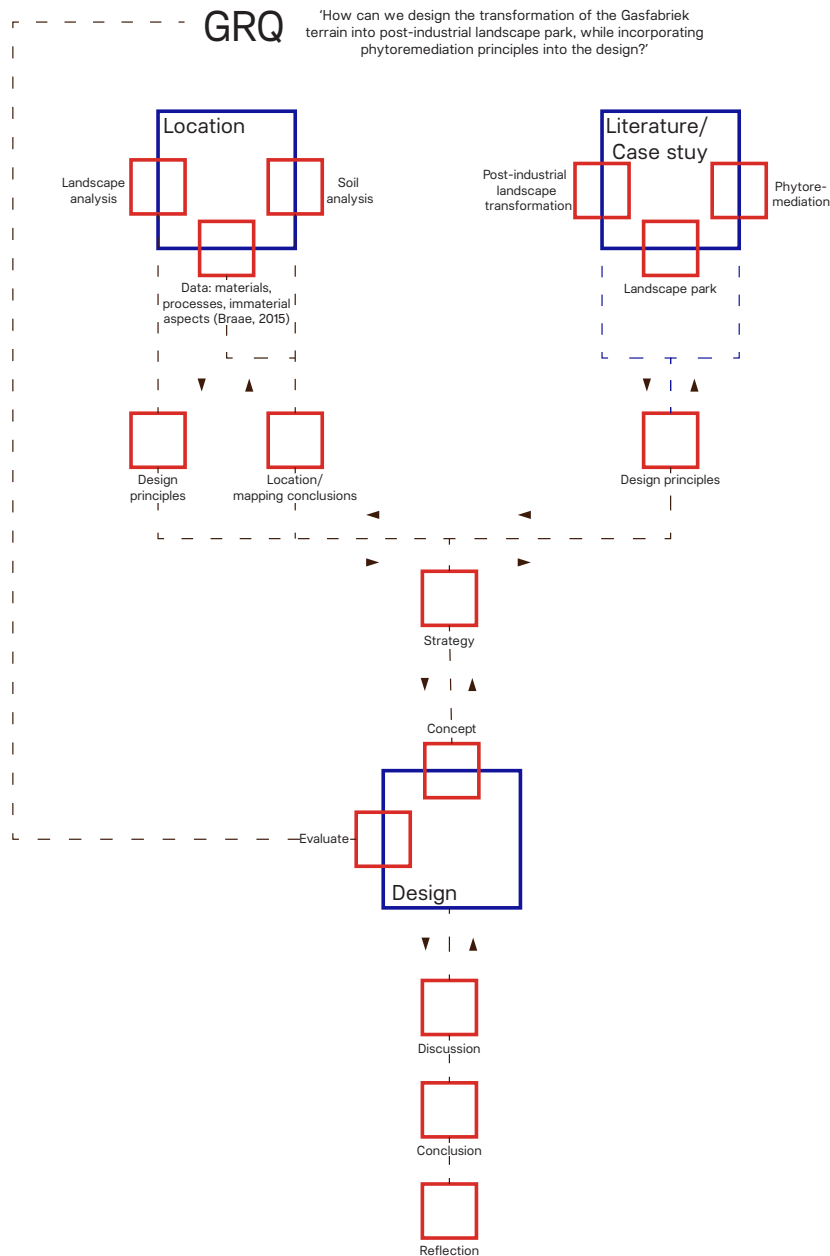 GRQ
‘How can we design the transformation of the Gasfabriek
terrain into post-industrial landscape park, while incorporating
phytoremediation principles into the design?’
Location
Landscape
analysis
Soil
analysis
Data: materials,
processes, immaterial
aspects (Braae, 2015)
Literature/
Case stuy
Post-industrial
landscape
transformation
Phytore-
mediation
Landscape park
Design
principles
Location/
mapping conclusions
Design principles
Strategy
Concept
Evaluate
Design
Discussion
Conclusion
Reflection